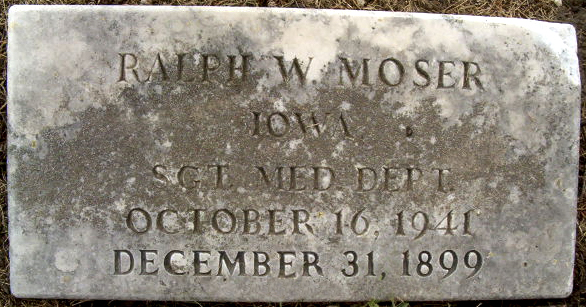 RALPH W. MOSER
IOWA
SGT. MED. DEPT.
OCTOBER 16, 1941
DECEMBER 31, 1899